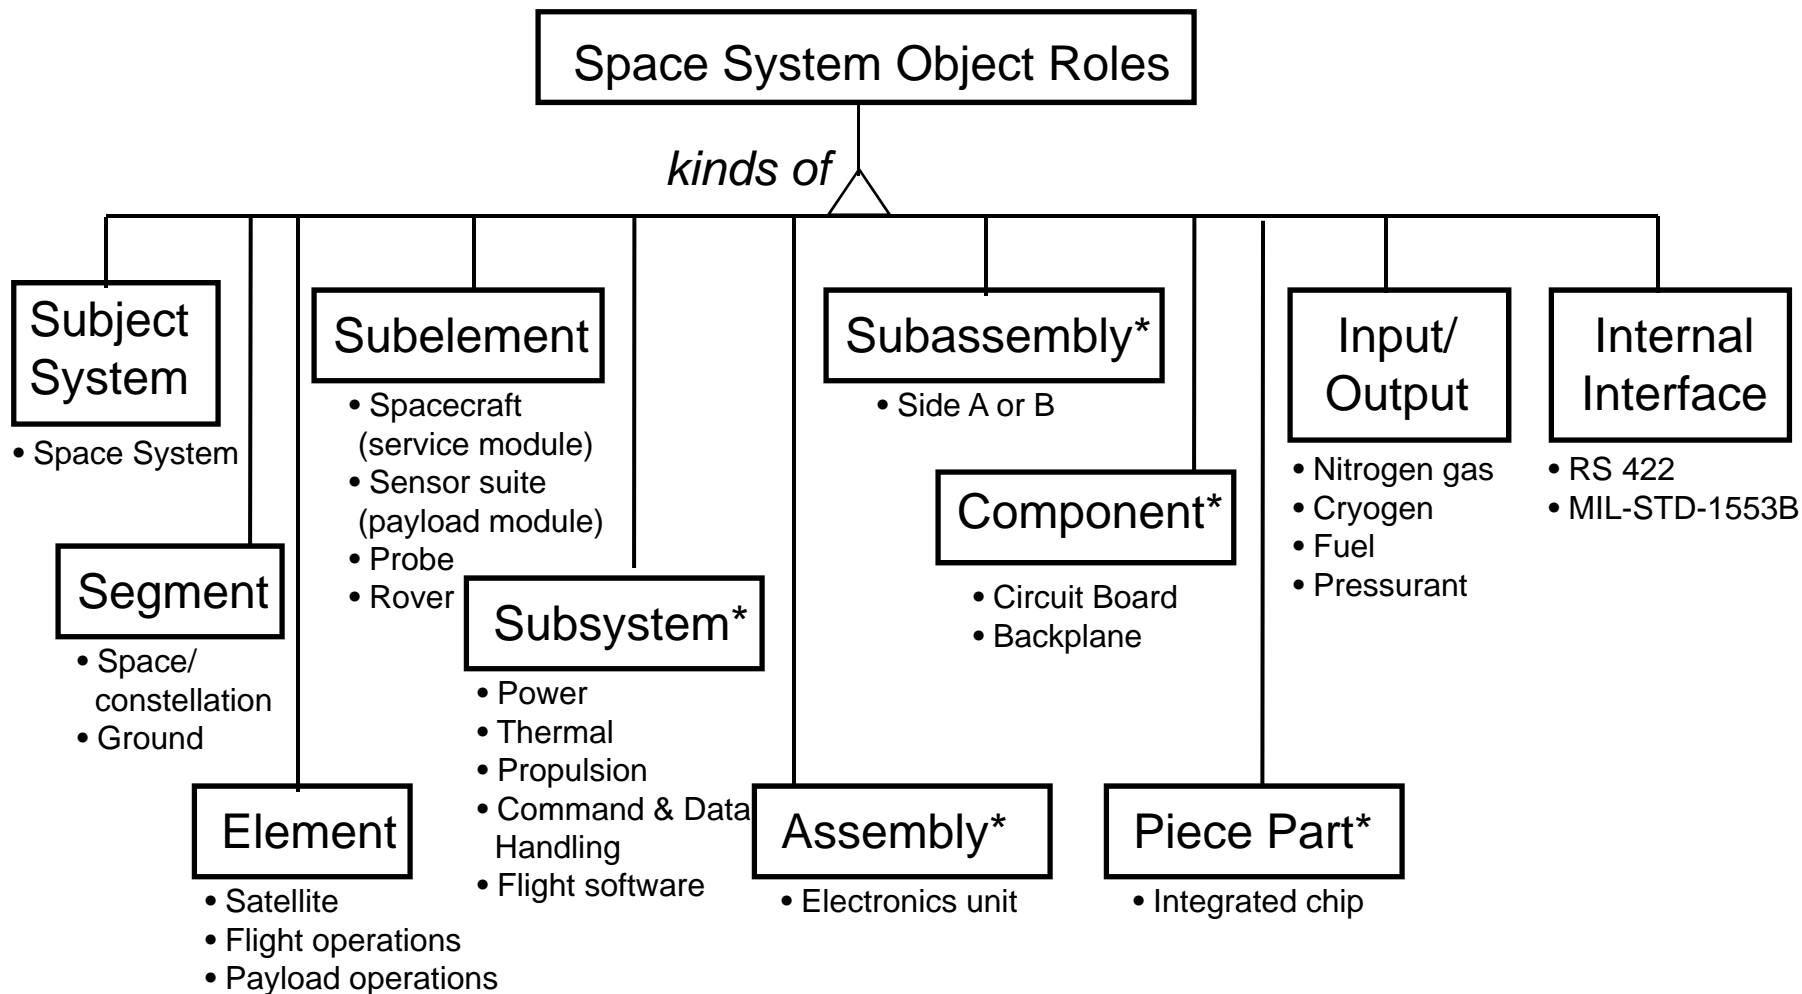 Space System Object Roles
kinds of
Subject
System
• Space System
Segment
• Space/
constellation
• Ground
Element
• Satellite
• Flight operations
• Payload operations
Subelement
• Spacecraft
(service module)
• Sensor suite
(payload module)
• Probe
• Rover
Subsystem*
• Power
• Thermal
• Propulsion
• Command & Data
Handling
• Flight software
Assembly*
• Electronics unit
Subassembly*
• Side A or B
Component*
• Circuit Board
• Backplane
Piece Part*
• Integrated chip
Input/
Output
• Nitrogen gas
• Cryogen
• Fuel
• Pressurant
Internal
Interface
• RS 422
• MIL-STD-1553B